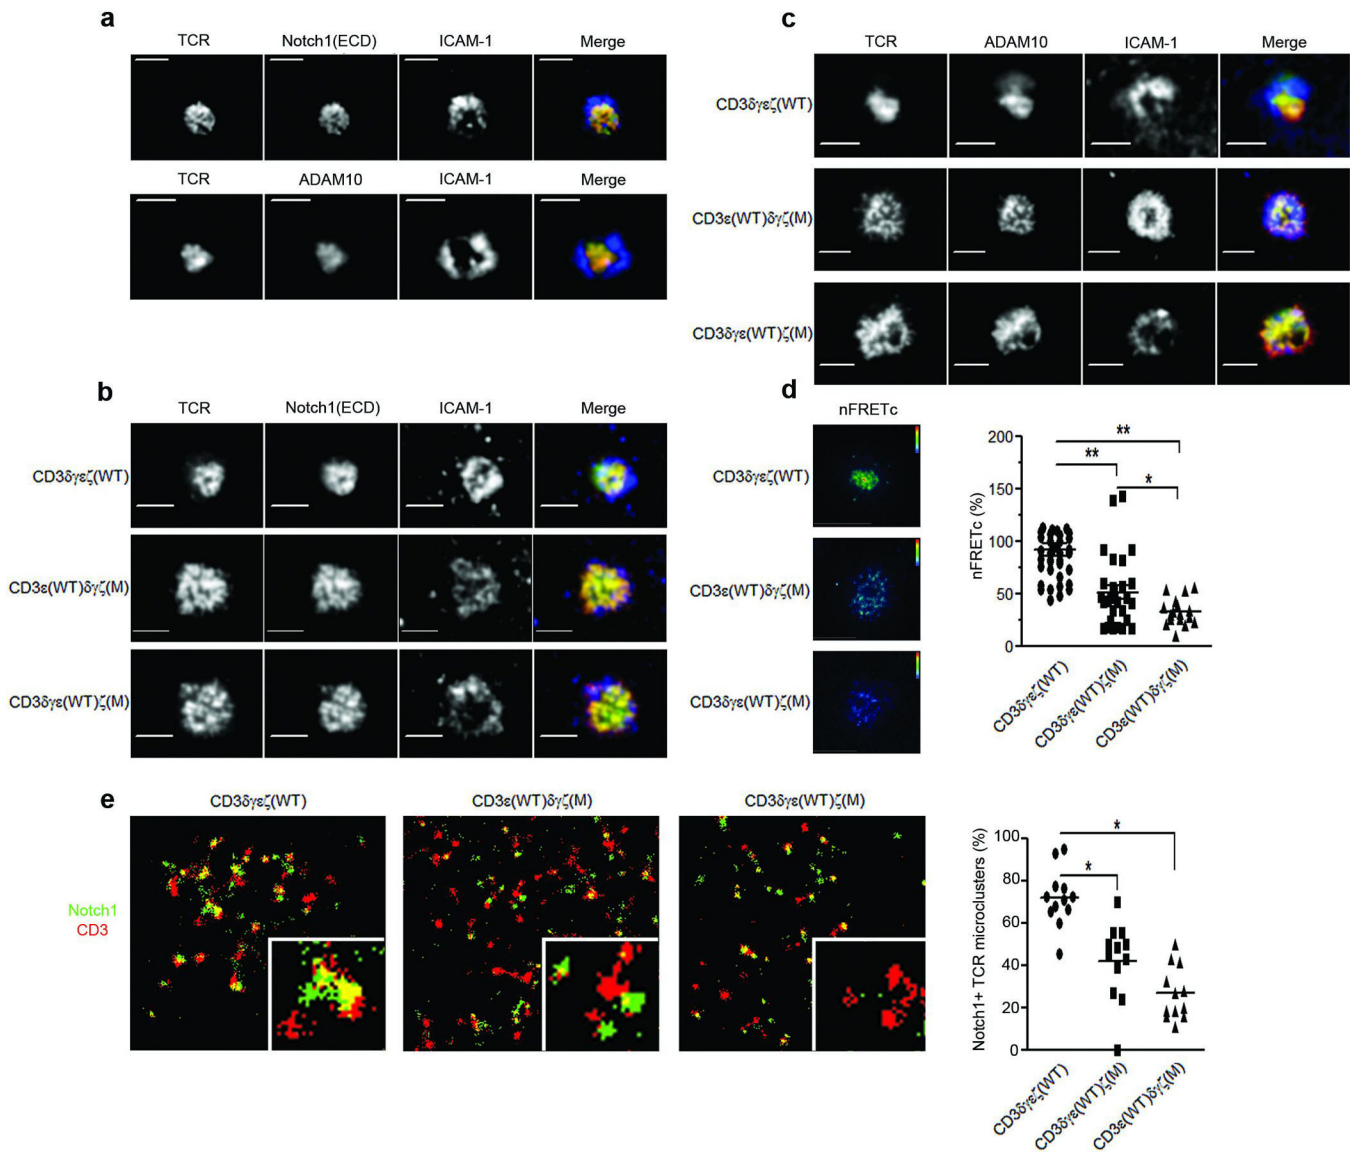 a
TCR Notch1(ECD) ICAM-1 Merge
TCR ADAM10 ICAM-1 Merge
b
TCR Notch1(ECD) ICAM-1 Merge
CD3δγεζ(WT)
CD3ε(WT)δγζ(M)
CD3δγε(WT)ζ(M)
c
TCR ADAM10 ICAM-1 Merge
CD3δγεζ(WT)
CD3ε(WT)δγζ(M)
CD3δγε(WT)ζ(M)
d
nFRETc
CD3δγεζ(WT)
CD3ε(WT)δγζ(M)
CD3δγε(WT)ζ(M)
nFRETc (%)
200
150
100
50
0
**
**
*
CD3δγεζ(WT)
CD3δγε(WT)ζ(M)
CD3ε(WT)δγζ(M)
e
CD3δγεζ(WT) CD3ε(WT)δγζ(M) CD3δγε(WT)ζ(M)
Notch1
CD3
Notch1+ TCR microclusters (%)
100
80
60
40
20
0
*
*
CD3δγεζ(WT)
CD3δγε(WT)ζ(M)
CD3ε(WT)δγζ(M)